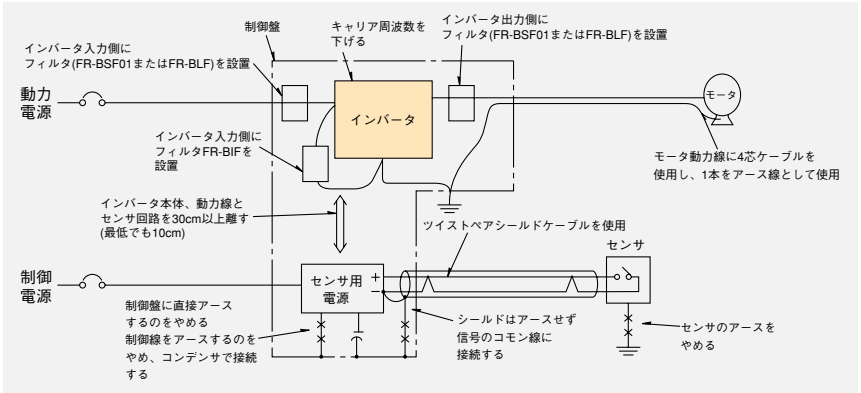 制御盤
キャリア周波数を
下げる
インバータ出力側に
フィルタ(FR-BSF01またはFR-BLF)を設置
インバータ入力側に
フィルタ(FR-BSF01またはFR-BLF)を設置
動力
電源
インバータ
モータ
インバータ入力側に
フィルタFR-BIFを
設置
モータ動力線に4芯ケーブルを
使用し、1本をアース線として使用
インバータ本体、動力線と
センサ回路を30cm以上離す
(最低でも10cm)
ツイストペアシールドケーブルを使用
センサ
制御
電源
センサ用
電源
+
−
制御盤に直接アース
するのをやめる
制御線をアースするのを
やめ、コンデンサで接続
する
シールドはアースせず
信号のコモン線に
接続する
センサのアースを
やめる